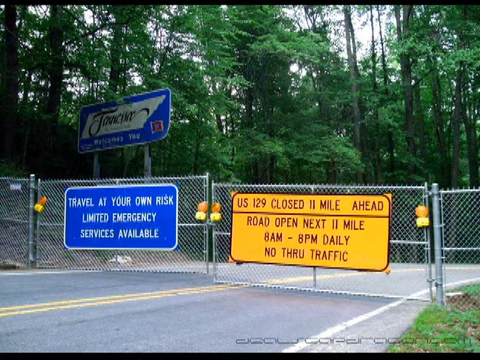 Tennessee
Welcomes You
TRAVEL AT YOUR OWN RISK
LIMITED EMERGENCY
SERVICES AVAILABLE
US 129 CLOSED 11 MILE AHEAD
ROAD OPEN NEXT 11 MILE
8AM - 8PM DAILY
NO THRU TRAFFIC